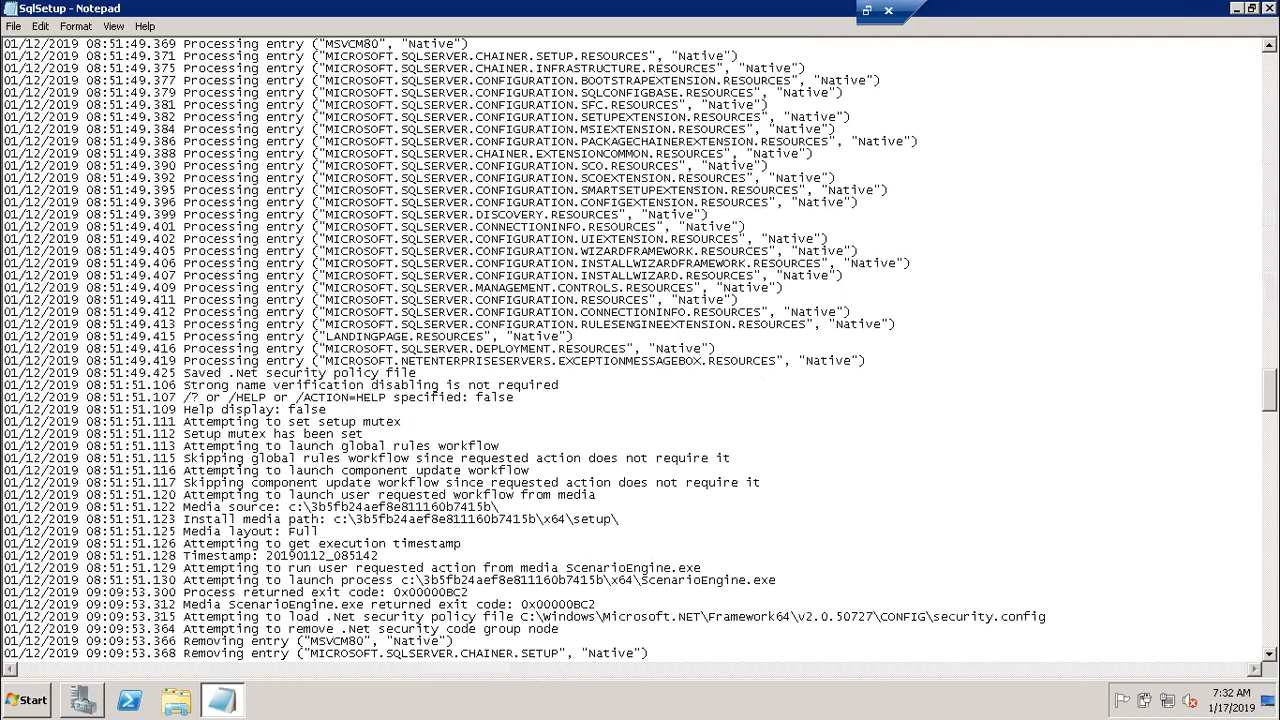 SqlSetup - Notepad
File Edit Format View Help
01/12/2019 08:51:49.369 Processing entry ("MSVCM80", "Native")
01/12/2019 08:51:49.371 Processing entry ("MICROSOFT.SQLSERVER.CHAINER.SETUP.RESOURCES", "Native")
01/12/2019 08:51:49.375 Processing entry ("MICROSOFT.SQLSERVER.CHAINER.INFRASTRUCTURE.RESOURCES", "Native")
01/12/2019 08:51:49.377 Processing entry ("MICROSOFT.SQLSERVER.CONFIGURATION.BOOTSTRAPEXTENSION.RESOURCES", "Native")
01/12/2019 08:51:49.379 Processing entry ("MICROSOFT.SQLSERVER.CONFIGURATION.SQLCONFIGBASE.RESOURCES", "Native")
01/12/2019 08:51:49.381 Processing entry ("MICROSOFT.SQLSERVER.CONFIGURATION.SFC.RESOURCES", "Native")
01/12/2019 08:51:49.382 Processing entry ("MICROSOFT.SQLSERVER.CONFIGURATION.SETUPEXTENSION.RESOURCES", "Native")
01/12/2019 08:51:49.384 Processing entry ("MICROSOFT.SQLSERVER.CONFIGURATION.MSIEXTENSION.RESOURCES", "Native")
01/12/2019 08:51:49.386 Processing entry ("MICROSOFT.SQLSERVER.CONFIGURATION.PACKAGECHAINEREXTENSION.RESOURCES", "Native")
01/12/2019 08:51:49.388 Processing entry ("MICROSOFT.SQLSERVER.CHAINER.EXTENSIONCOMMON.RESOURCES", "Native")
01/12/2019 08:51:49.390 Processing entry ("MICROSOFT.SQLSERVER.CONFIGURATION.SCO.RESOURCES", "Native")
01/12/2019 08:51:49.392 Processing entry ("MICROSOFT.SQLSERVER.CONFIGURATION.SCOEXTENSION.RESOURCES", "Native")
01/12/2019 08:51:49.395 Processing entry ("MICROSOFT.SQLSERVER.CONFIGURATION.SMARTSETUPEXTENSION.RESOURCES", "Native")
01/12/2019 08:51:49.397 Processing entry ("MICROSOFT.SQLSERVER.CONFIGURATION.CONFIGEXTENSION.RESOURCES", "Native")
01/12/2019 08:51:49.399 Processing entry ("MICROSOFT.SQLSERVER.DISCOVERY.RESOURCES", "Native")
01/12/2019 08:51:49.401 Processing entry ("MICROSOFT.SQLSERVER.CONNECTIONINFO.RESOURCES", "Native")
01/12/2019 08:51:49.402 Processing entry ("MICROSOFT.SQLSERVER.CONFIGURATION.UIEXTENSION.RESOURCES", "Native")
01/12/2019 08:51:49.405 Processing entry ("MICROSOFT.SQLSERVER.CONFIGURATION.WIZARDFRAMEWORK.RESOURCES", "Native")
01/12/2019 08:51:49.406 Processing entry ("MICROSOFT.SQLSERVER.CONFIGURATION.INSTALLWIZARDFRAMEWORK.RESOURCES", "Native")
01/12/2019 08:51:49.407 Processing entry ("MICROSOFT.SQLSERVER.CONFIGURATION.INSTALLWIZARD.RESOURCES", "Native")
01/12/2019 08:51:49.409 Processing entry ("MICROSOFT.SQLSERVER.MANAGEMENT.CONTROLS.RESOURCES", "Native")
01/12/2019 08:51:49.411 Processing entry ("MICROSOFT.SQLSERVER.CONFIGURATION.RESOURCES", "Native")
01/12/2019 08:51:49.412 Processing entry ("MICROSOFT.SQLSERVER.CONFIGURATION.CONNECTIONINFO.RESOURCES", "Native")
01/12/2019 08:51:49.413 Processing entry ("MICROSOFT.SQLSERVER.CONFIGURATION.RULESENGINEEXTENSION.RESOURCES", "Native")
01/12/2019 08:51:49.415 Processing entry ("LANDINGPAGE.RESOURCES", "Native")
01/12/2019 08:51:49.416 Processing entry ("MICROSOFT.SQLSERVER.DEPLOYMENT.RESOURCES", "Native")
01/12/2019 08:51:49.419 Processing entry ("MICROSOFT.NETENTERPRISESERVERS.EXCEPTIONMESSAGEBOX.RESOURCES", "Native")
01/12/2019 08:51:49.425 Saved .Net security policy file
01/12/2019 08:51:51.106 Strong name verification disabling is not required
01/12/2019 08:51:51.107 /? or /HELP or /ACTION=HELP specified: false
01/12/2019 08:51:51.109 Help display: false
01/12/2019 08:51:51.111 Attempting to set setup mutex
01/12/2019 08:51:51.112 Setup mutex has been set
01/12/2019 08:51:51.113 Attempting to launch global rules workflow
01/12/2019 08:51:51.115 Skipping global rules workflow since requested action does not require it
01/12/2019 08:51:51.116 Attempting to launch component update workflow
01/12/2019 08:51:51.117 Skipping component update workflow since requested action does not require it
01/12/2019 08:51:51.120 Attempting to launch user requested workflow from media
01/12/2019 08:51:51.122 Media source: c:\3b5fb24aef8e811160b7415b\
01/12/2019 08:51:51.123 Install media path: c:\3b5fb24aef8e811160b7415b\x64\setup\
01/12/2019 08:51:51.125 Media layout: Full
01/12/2019 08:51:51.126 Attempting to get execution timestamp
01/12/2019 08:51:51.128 Timestamp: 20190112_085142
01/12/2019 08:51:51.129 Attempting to run user requested action from media ScenarioEngine.exe
01/12/2019 08:51:51.130 Attempting to launch process c:\3b5fb24aef8e811160b7415b\x64\ScenarioEngine.exe
01/12/2019 09:09:53.300 Process returned exit code: 0x00000BC2
01/12/2019 09:09:53.312 Media ScenarioEngine.exe returned exit code: 0x00000BC2
01/12/2019 09:09:53.315 Attempting to load .Net security policy file C:\Windows\Microsoft.NET\Framework64\v2.0.50727\CONFIG\security.config
01/12/2019 09:09:53.364 Attempting to remove .Net security code group node
01/12/2019 09:09:53.366 Removing entry ("MSVCM80", "Native")
01/12/2019 09:09:53.368 Removing entry ("MICROSOFT.SQLSERVER.CHAINER.SETUP", "Native")
Start
7:32 AM
1/17/2019